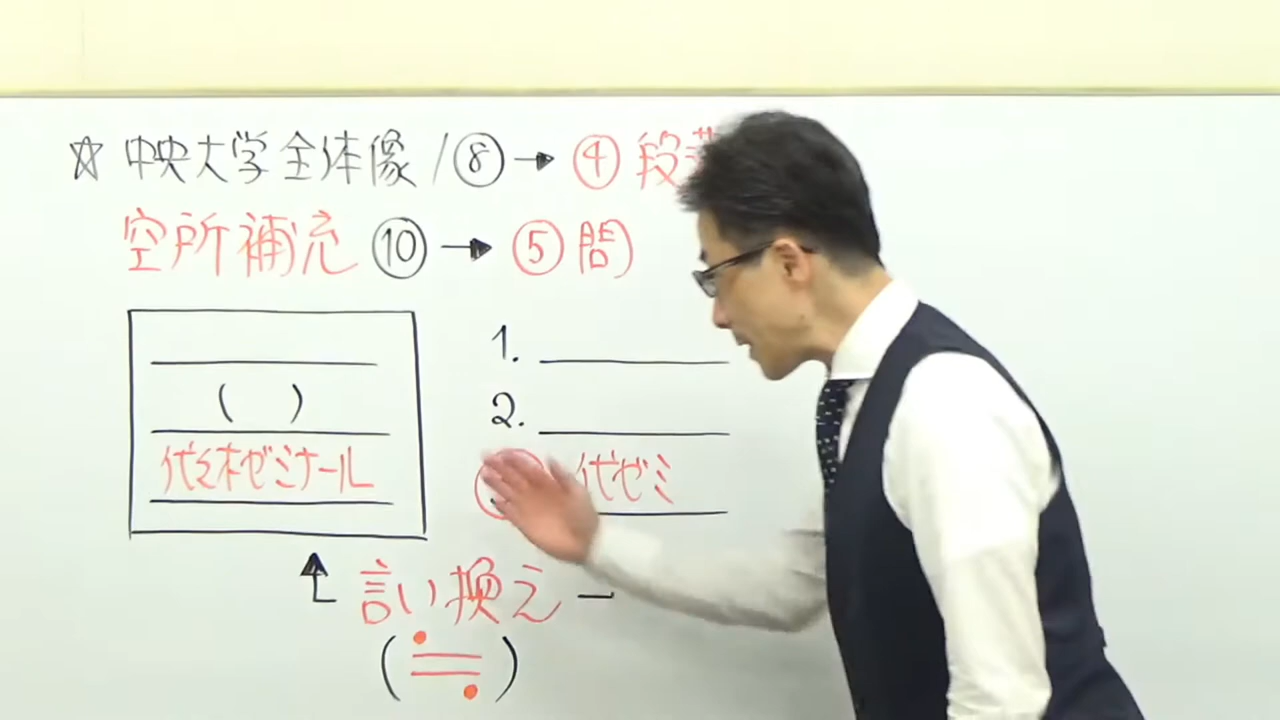 ☆ 中央大学全体像 / ⑧ → ④ 段落
空所補充 ⑩ → ⑤ 問
1.
( ) 2.
代々木ゼミナール 代ゼミ
言い換え
(≒)